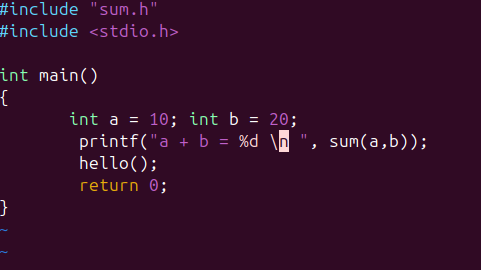 #include "sum.h"
#include <stdio.h>

int main()
{
       int a = 10; int b = 20;
        printf("a + b = %d \n ", sum(a,b));
        hello();
        return 0;
}
~
~